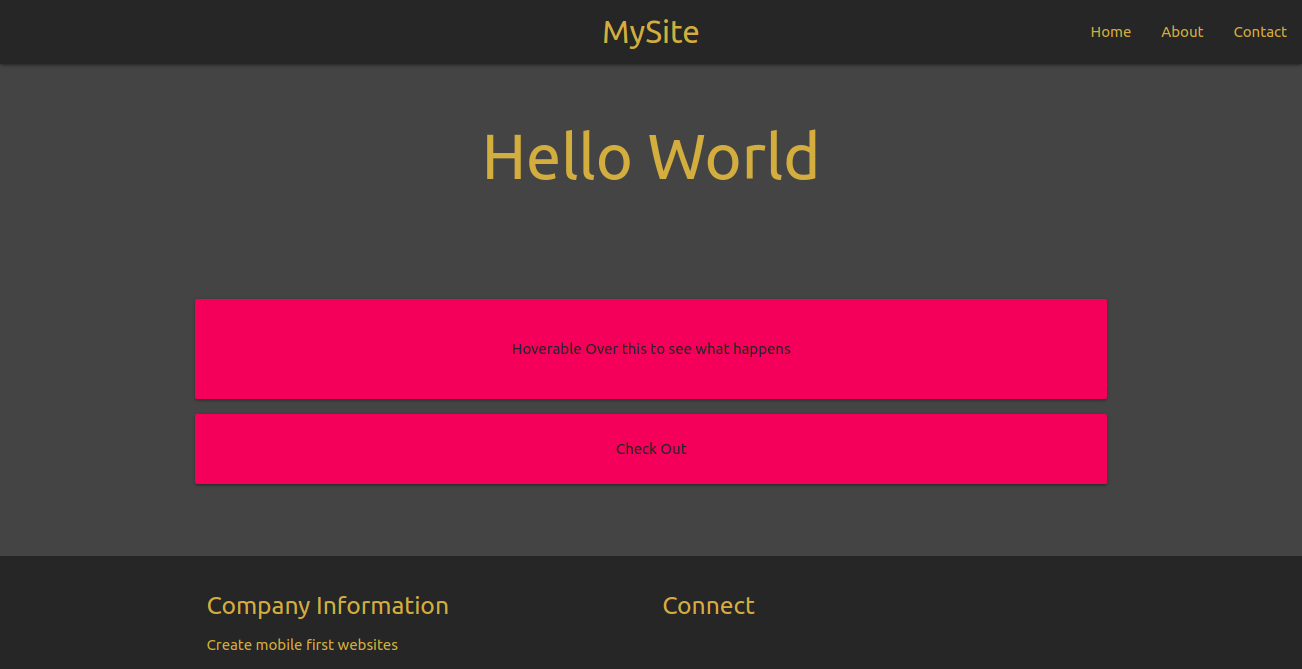 MySite
Home About Contact
Hello World
Hoverable Over this to see what happens
Check Out
Company Information
Create mobile first websites
Connect